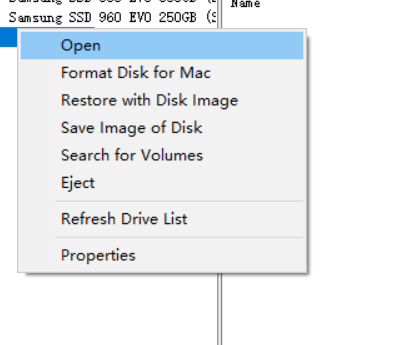 Samsung SSD 960 EVO 250GB (S
Name
Open
Format Disk for Mac
Restore with Disk Image
Save Image of Disk
Search for Volumes
Eject
Refresh Drive List
Properties